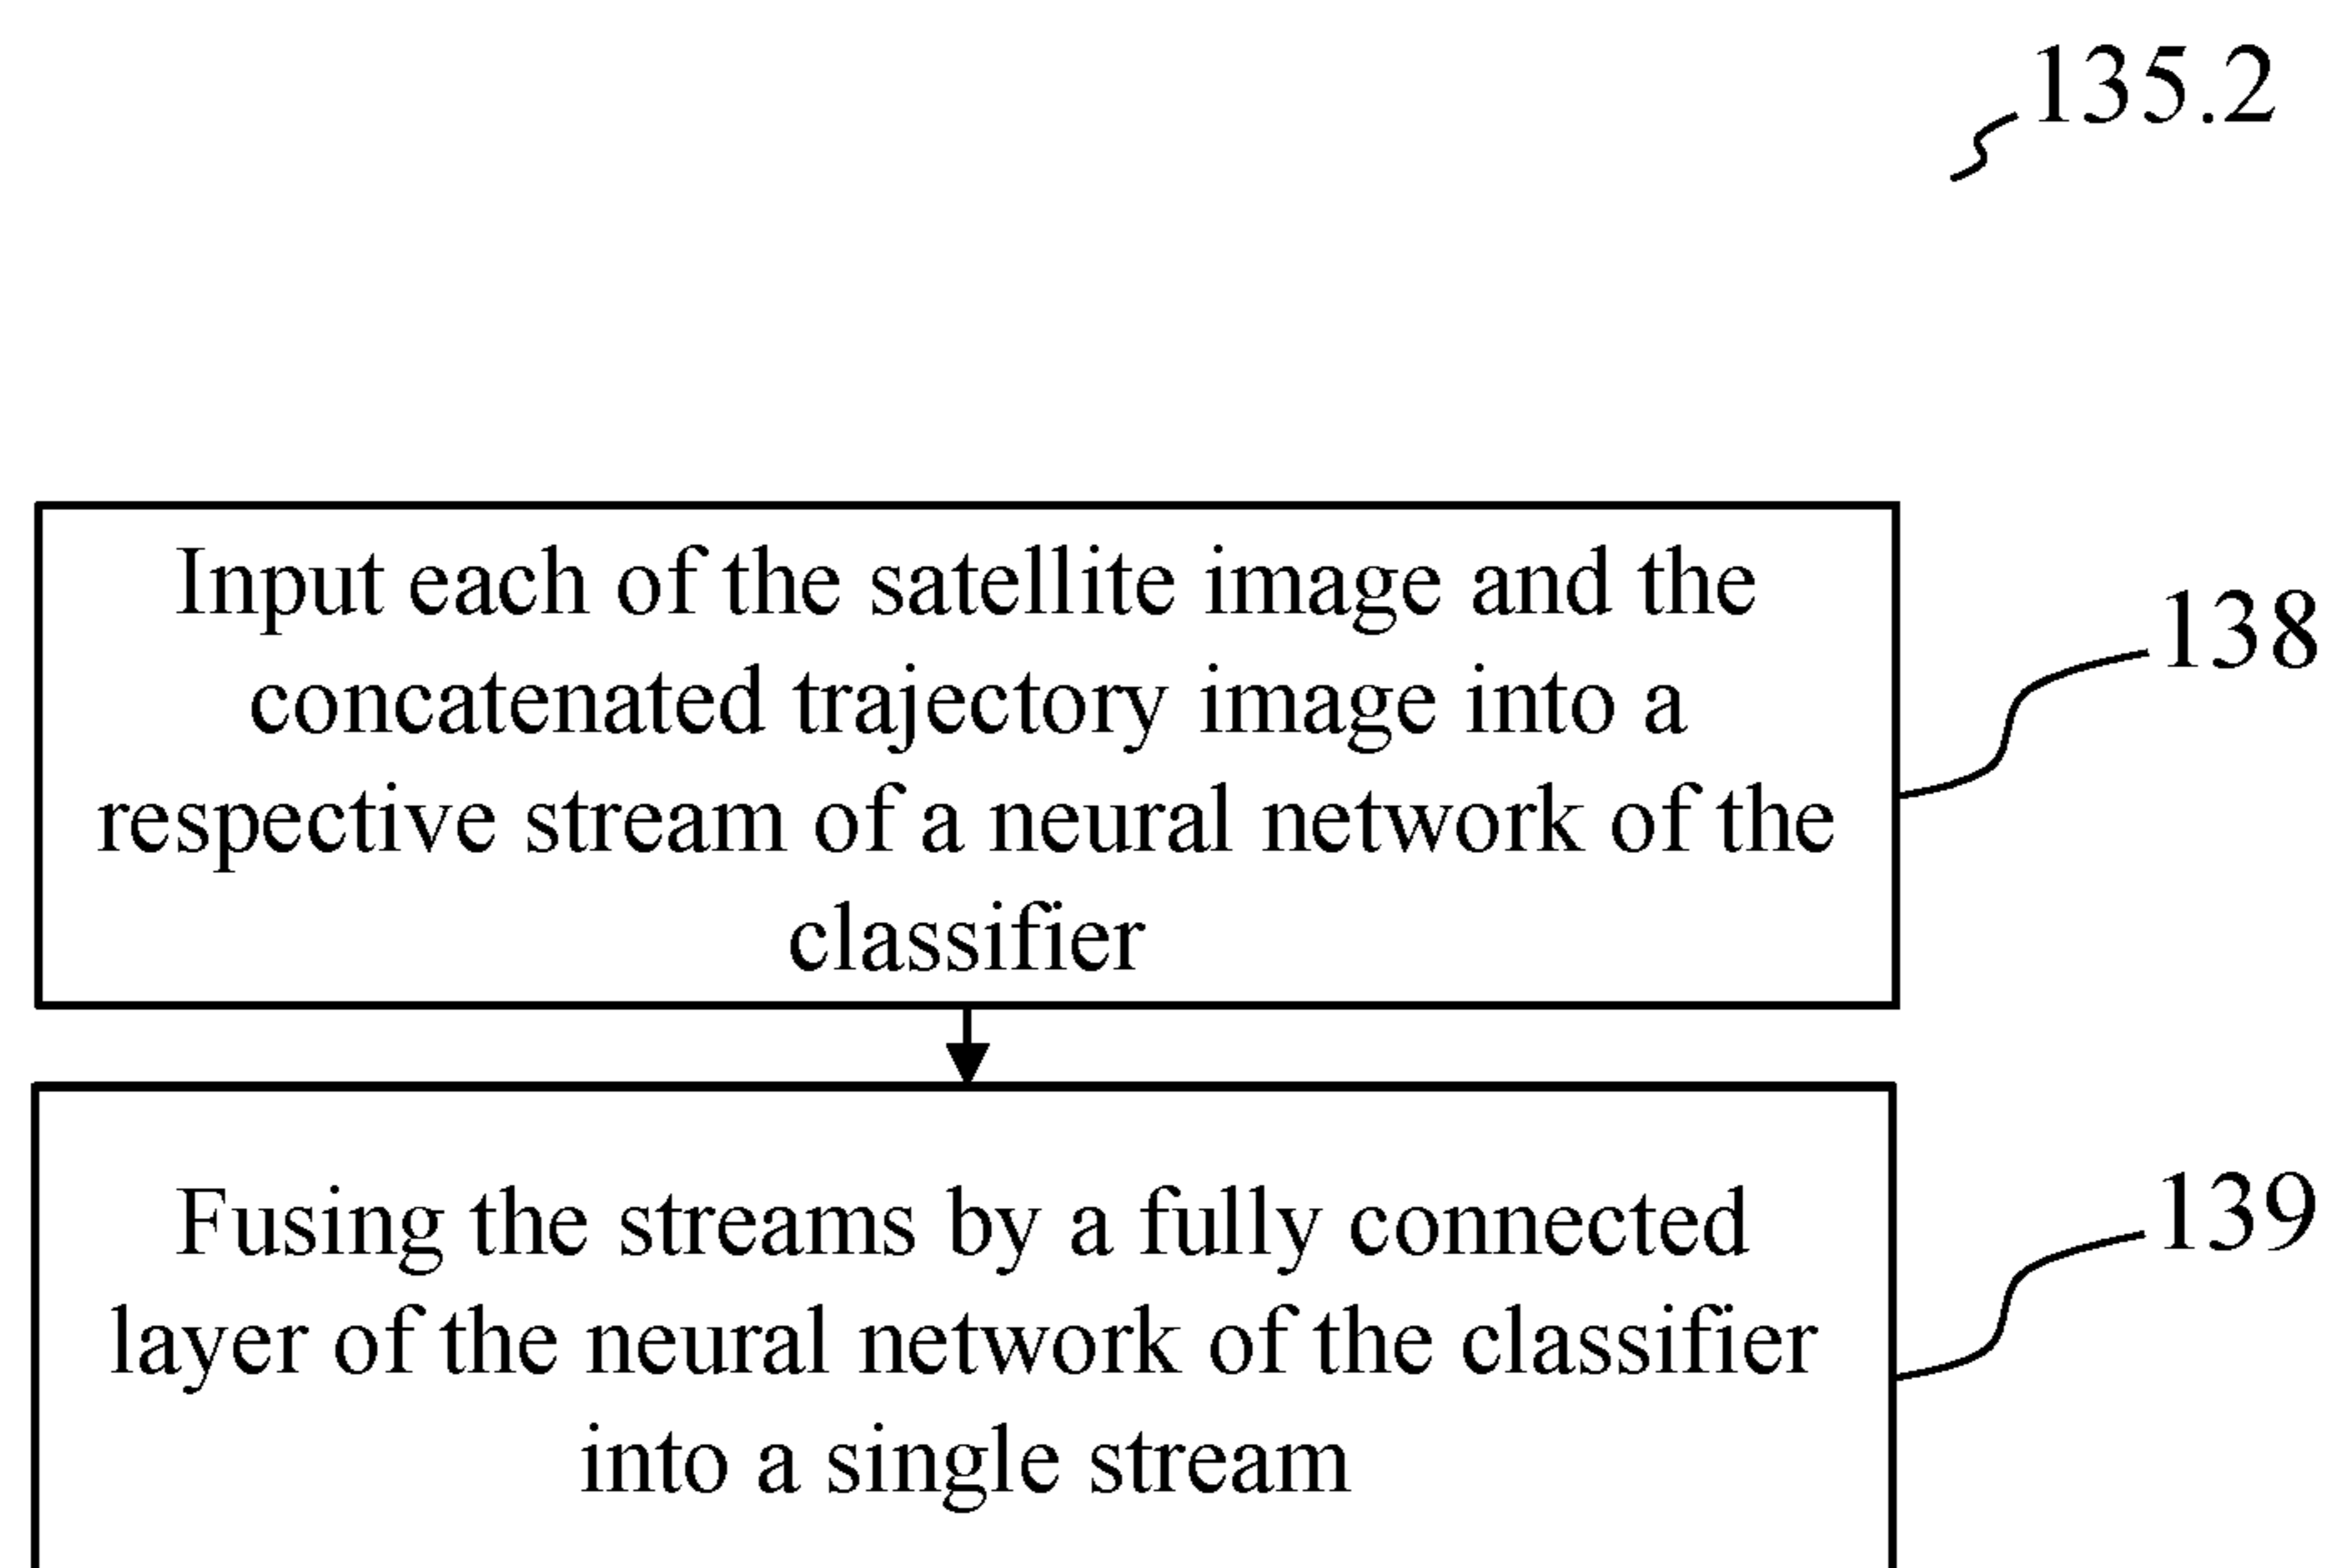 135.2
Input each of the satellite image and the
concatenated trajectory image into a
respective stream of a neural network of the
classifier
138
Fusing the streams by a fully connected
layer of the neural network of the classifier
into a single stream
139